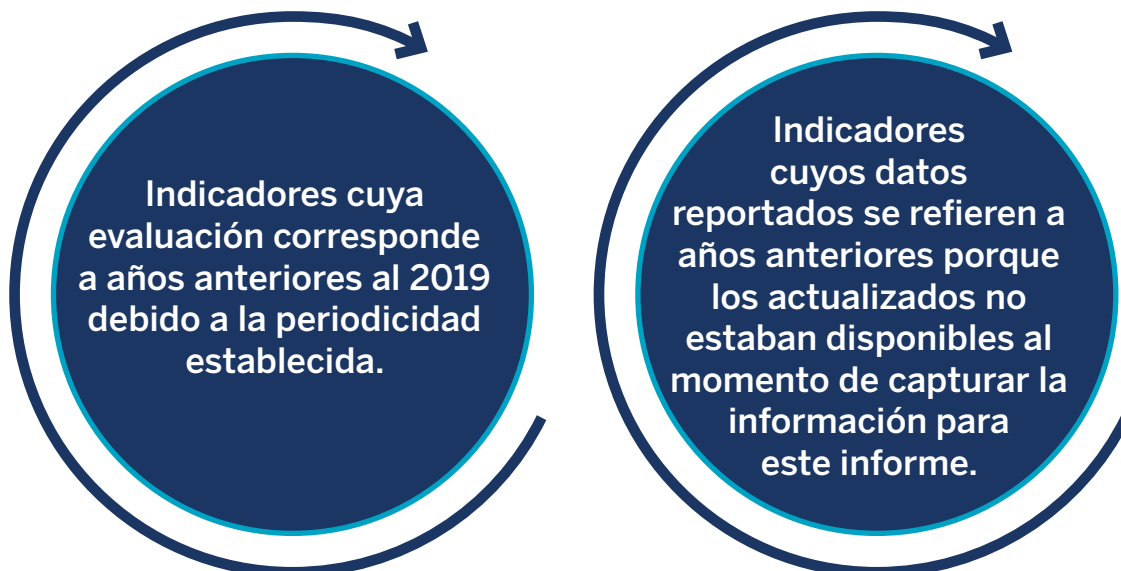 Indicadores cuya
evaluación corresponde
a años anteriores al 2019
debido a la periodicidad
establecida.
Indicadores
cuyos datos
reportados se refieren a
años anteriores porque
los actualizados no
estaban disponibles al
momento de capturar la
información para
este informe.